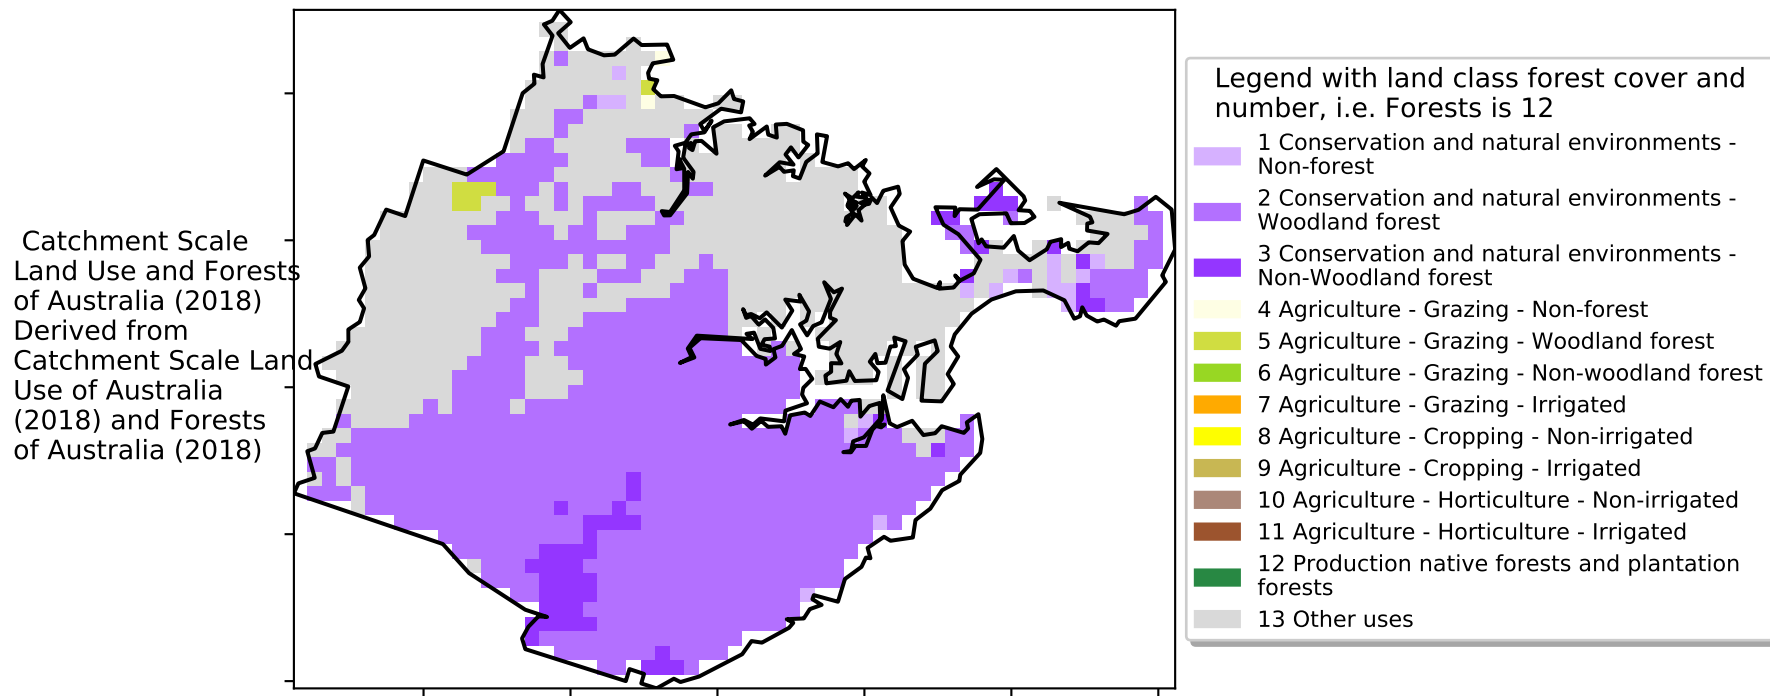 Catchment Scale
Land Use and Forests
of Australia (2018)
Derived from
Catchment Scale Land
Use of Australia
(2018) and Forests
of Australia (2018)
Legend with land class forest cover and
number, i.e. Forests is 12
1 Conservation and natural environments -
Non-forest
2 Conservation and natural environments -
Woodland forest
3 Conservation and natural environments -
Non-Woodland forest
4 Agriculture - Grazing - Non-forest
5 Agriculture - Grazing - Woodland forest
6 Agriculture - Grazing - Non-woodland forest
7 Agriculture - Grazing - Irrigated
8 Agriculture - Cropping - Non-irrigated
9 Agriculture - Cropping - Irrigated
10 Agriculture - Horticulture - Non-irrigated
11 Agriculture - Horticulture - Irrigated
12 Production native forests and plantation
forests
13 Other uses